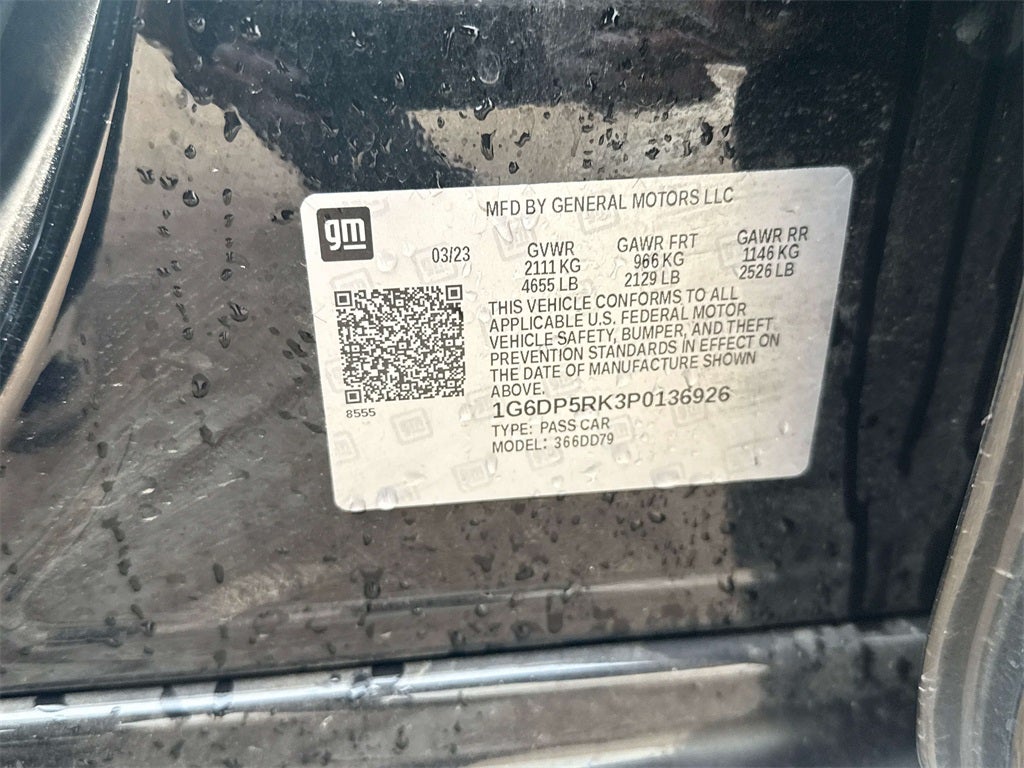 MFD BY GENERAL MOTORS LLC
gm
03/23 GVWR GAWR FRT GAWR RR
2111 KG 966 KG 1146 KG
4655 LB 2129 LB 2526 LB
THIS VEHICLE CONFORMS TO ALL
APPLICABLE U.S. FEDERAL MOTOR
VEHICLE SAFETY, BUMPER, AND THEFT
PREVENTION STANDARDS IN EFFECT ON
THE DATE OF MANUFACTURE SHOWN
ABOVE.
8555
1G6DP5RK3P0136926
TYPE: PASS CAR
MODEL: 366DD79